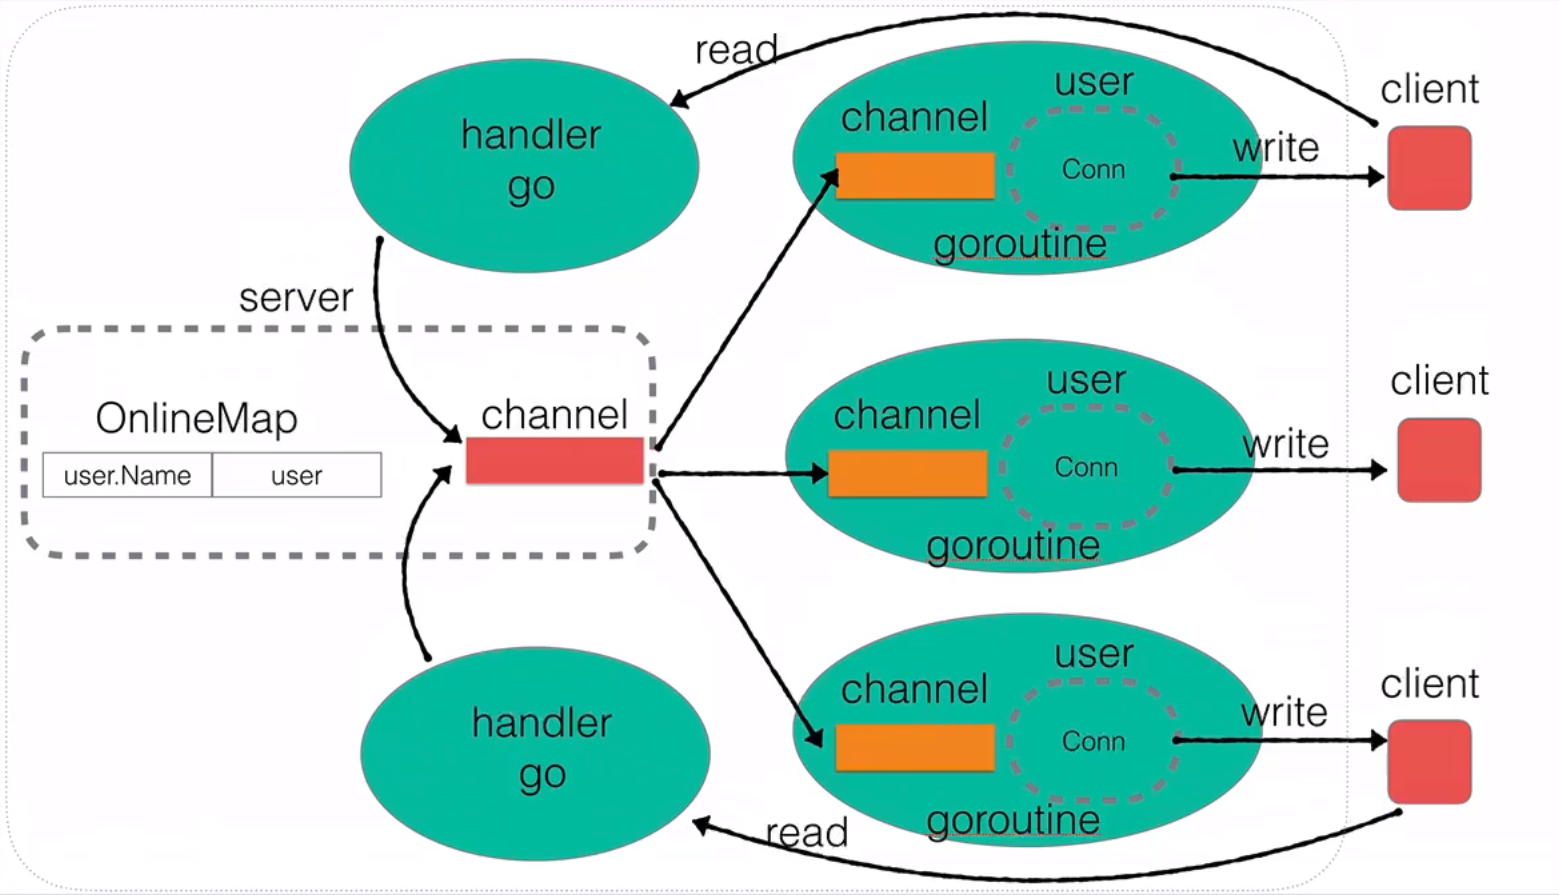 read
user
client
channel
handler
go
write
Conn
goroutine
server
user
client
OnlineMap
channel
channel
write
user.Name
user
Conn
goroutine
user
client
channel
handler
go
write
Conn
goroutine
read